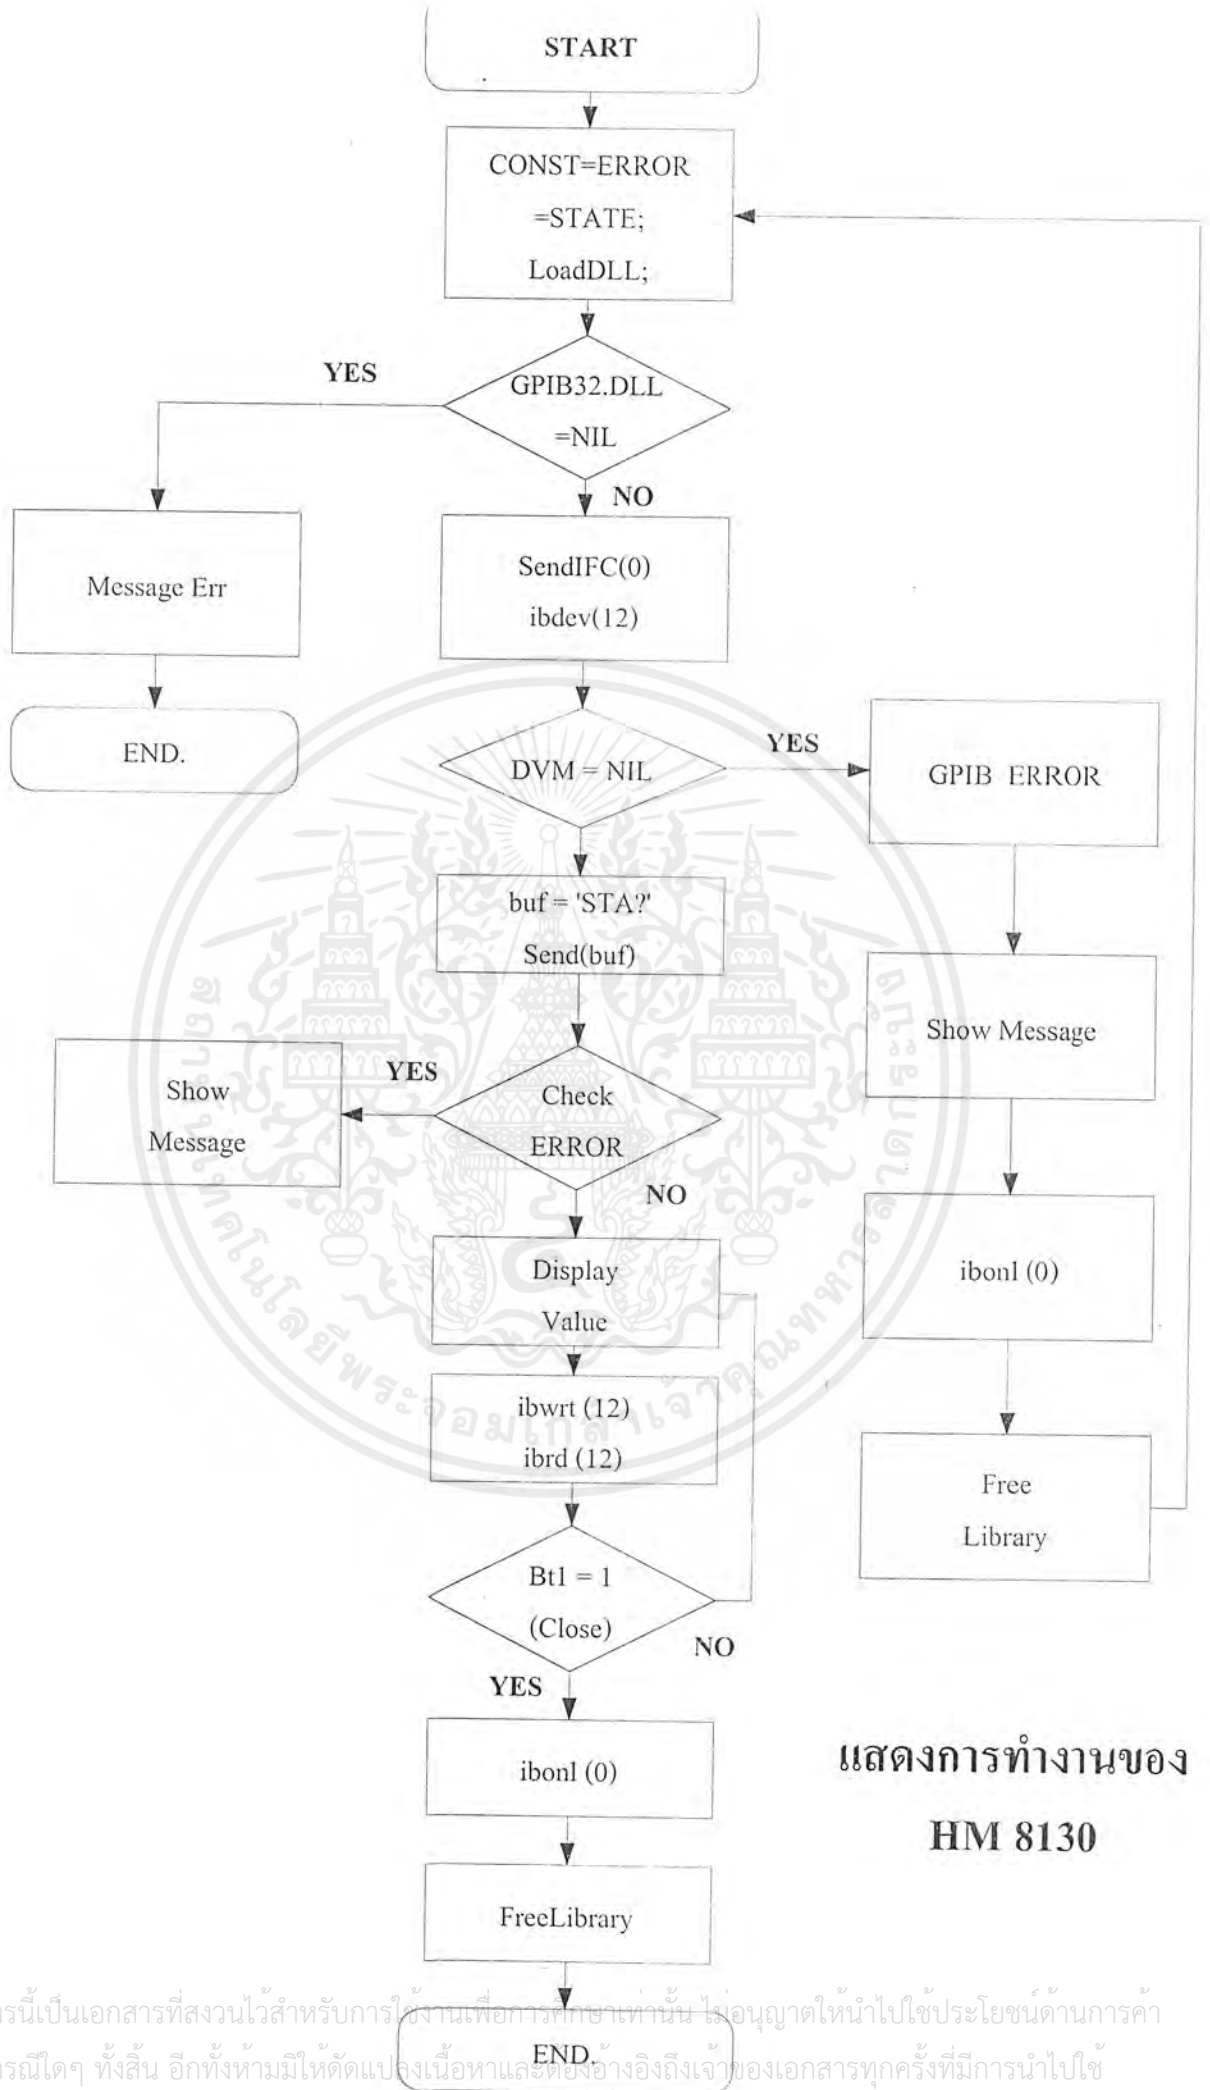 START
CONST=ERROR
=STATE;
LoadDLL;
YES
GPIB32.DLL
=NIL
NO
Message Err
SendIFC(0)
ibdev(12)
END.
DVM = NIL
YES
GPIB ERROR
buf = 'STA?'
Send(buf)
Show Message
YES
Show
Message
Check
ERROR
NO
Display
Value
ibonl (0)
ibwrt (12)
ibrd (12)
Free
Library
Bt1 = 1
(Close)
NO
YES
ibonl (0)
แสดงการทำงานของ
HM 8130
FreeLibrary
END.
รนี้เป็นเอกสารที่สงวนไว้สำหรับการใช้งานเพื่อการศึกษาเท่านั้น ไม่อนุญาตให้นำไปใช้ประโยชน์ด้านการค้า
รณีใดๆ ทั้งสิ้น อีกทั้งห้ามมิให้ดัดแปลงเนื้อหาและต้องอ้างอิงถึงเจ้าของเอกสารทุกครั้งที่มีการนำไปใช้